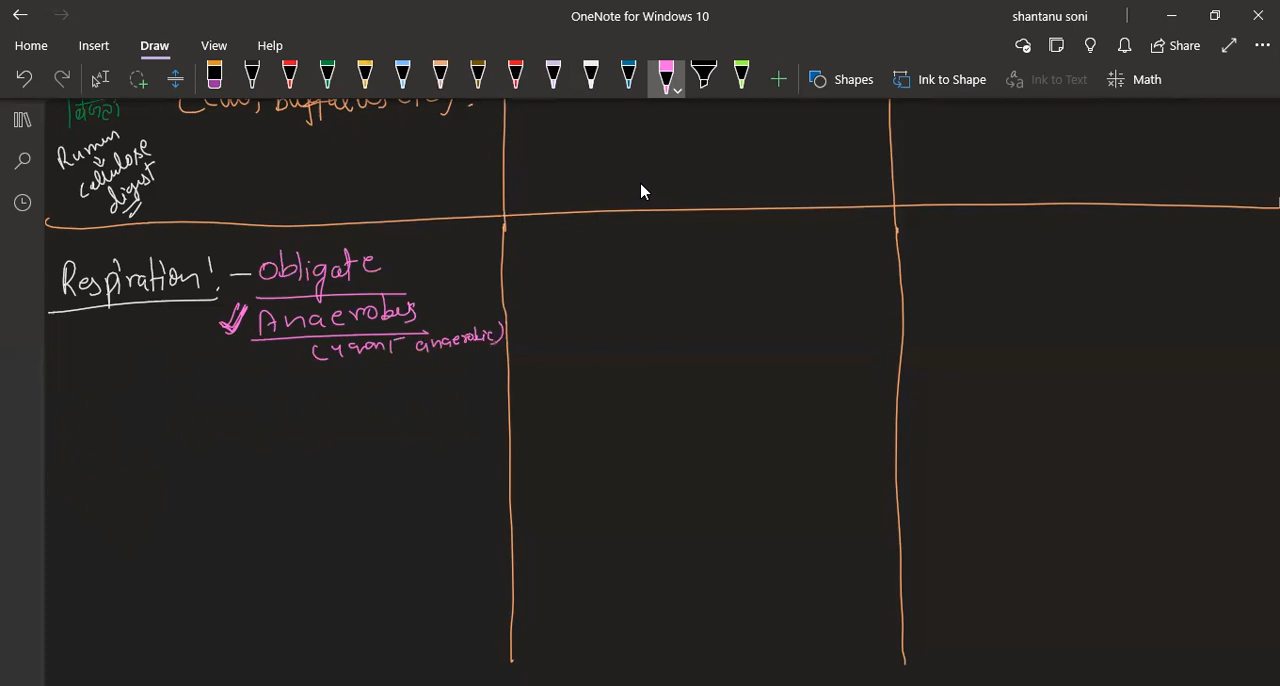 OneNote for Windows 10
shantanu soni
Home Insert Draw View Help
Share
Shapes
Ink to Shape
Ink to Text
Math
Rumen
cellulose
digest
Respiration! - Obligate
Anaerobes
anaerobic)